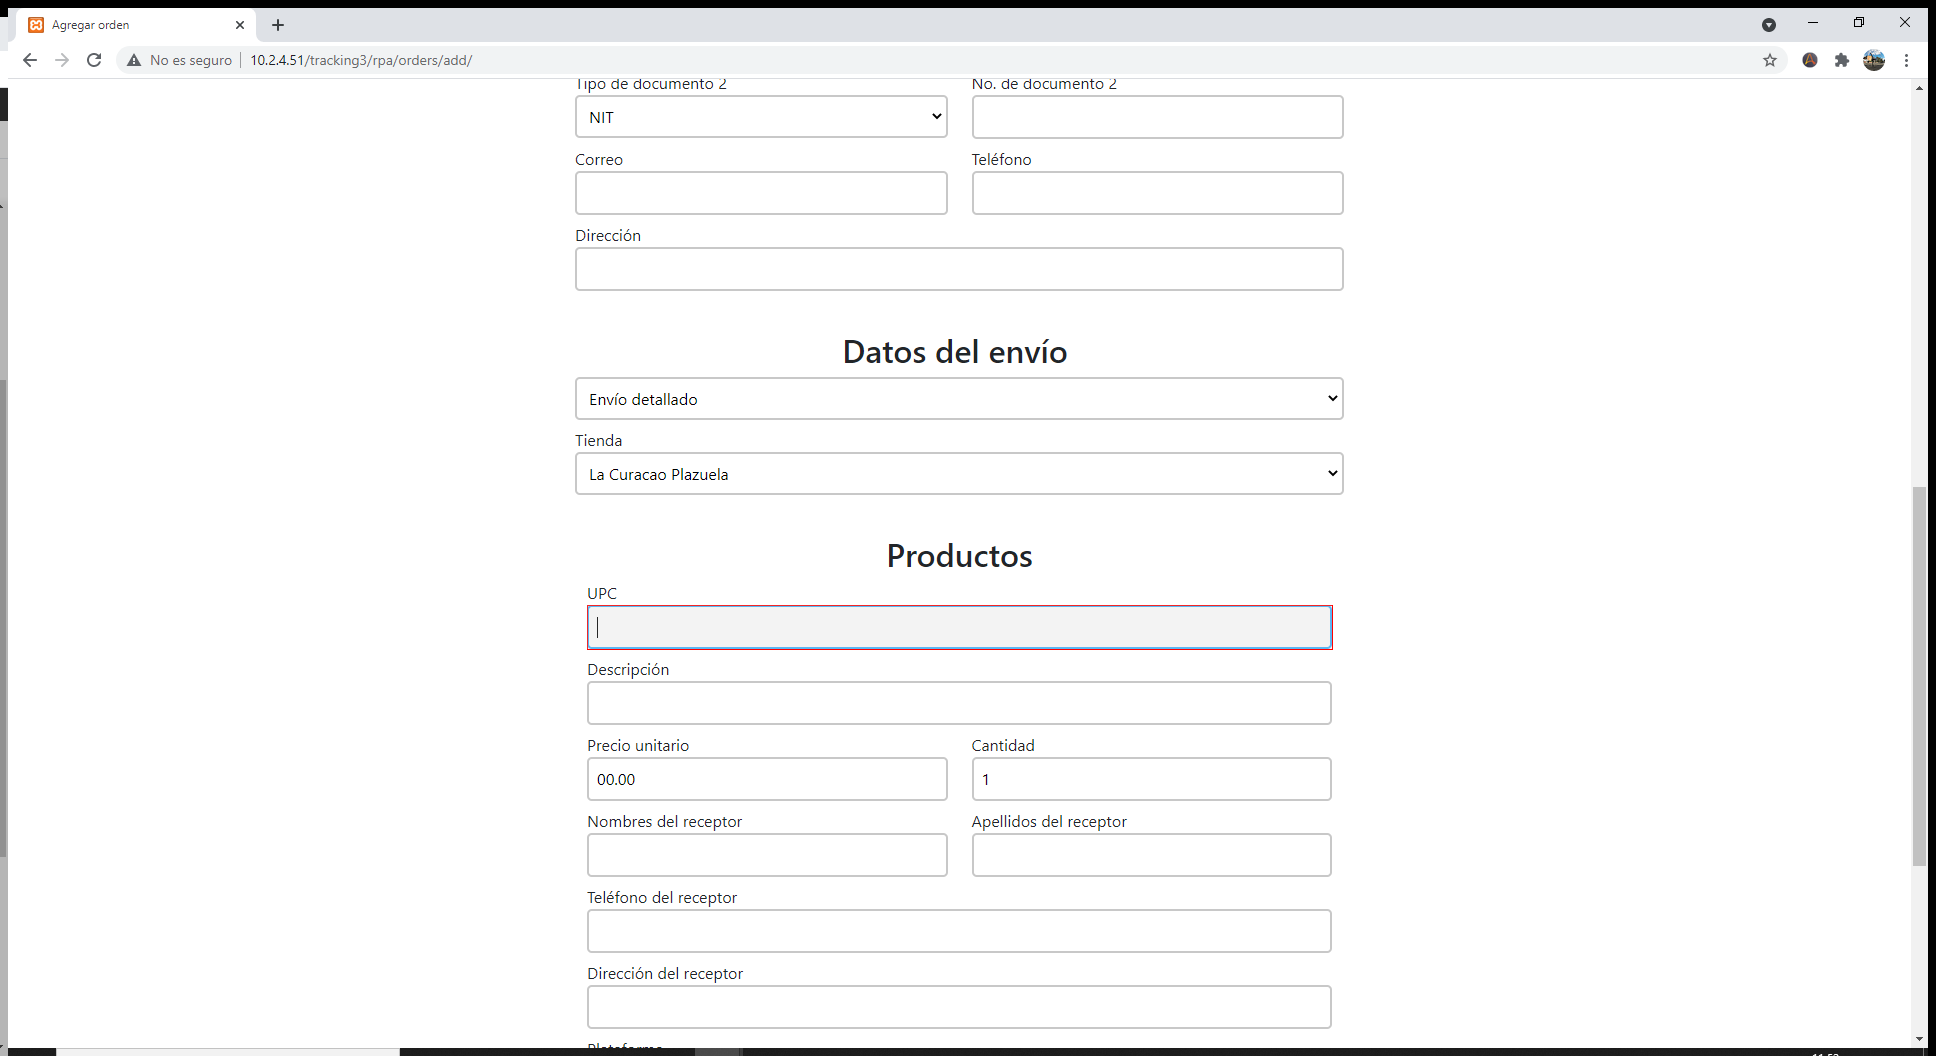 Agregar orden
No es seguro 10.2.4.51/tracking3/rpa/orders/add/
Tipo de documento 2 No. de documento 2
NIT
Correo Teléfono
Dirección
Datos del envío
Envío detallado
Tienda
La Curacao Plazuela
Productos
UPC
Descripción
Precio unitario Cantidad
00.00 1
Nombres del receptor Apellidos del receptor
Teléfono del receptor
Dirección del receptor